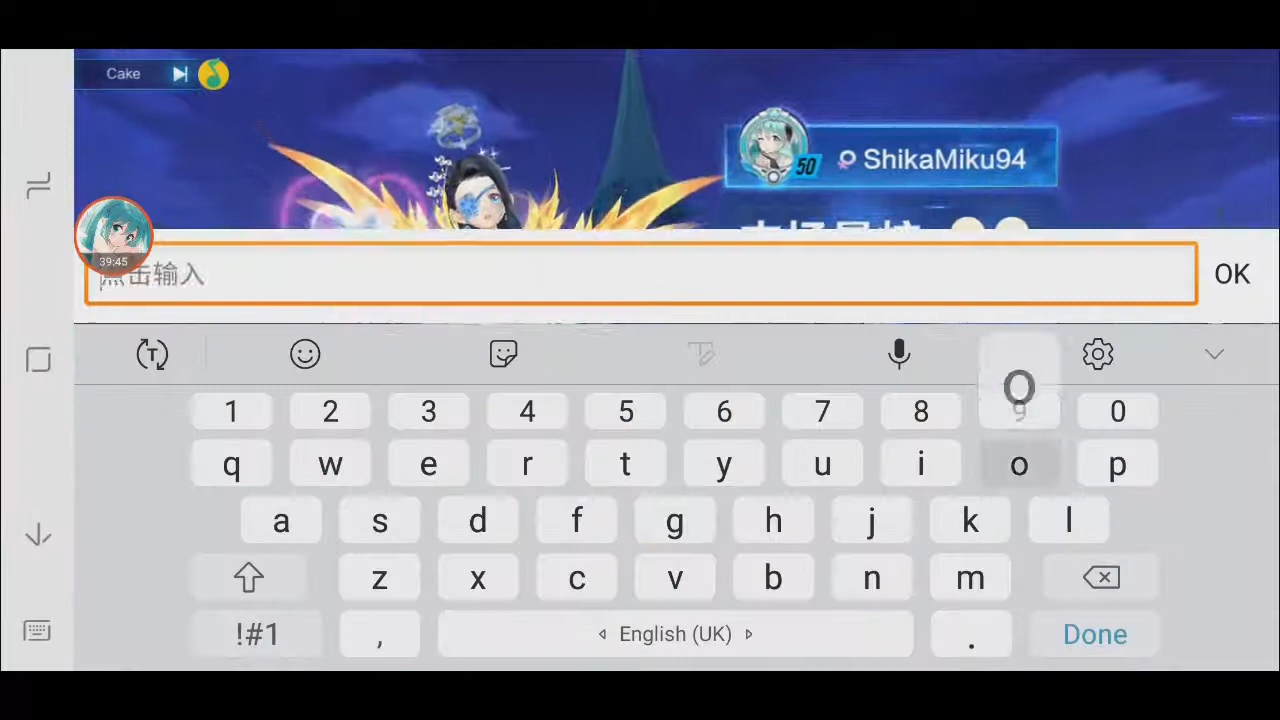 Cake
50
ShikaMiku94
39:45
点击输入
OK
O
1 2 3 4 5 6 7 8 9 0
q w e r t y u i o p
a s d f g h j k l
z x c v b n m
!#1 , English (UK) . Done